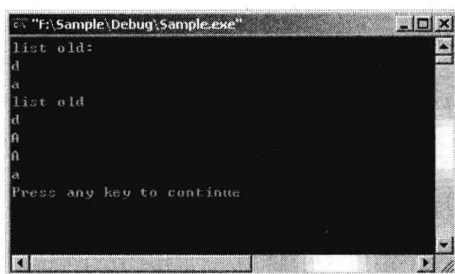 "F:\Sample\Debug\Sample.exe"
list old:
d
a
list old
d
A
A
a
Press any key to continue